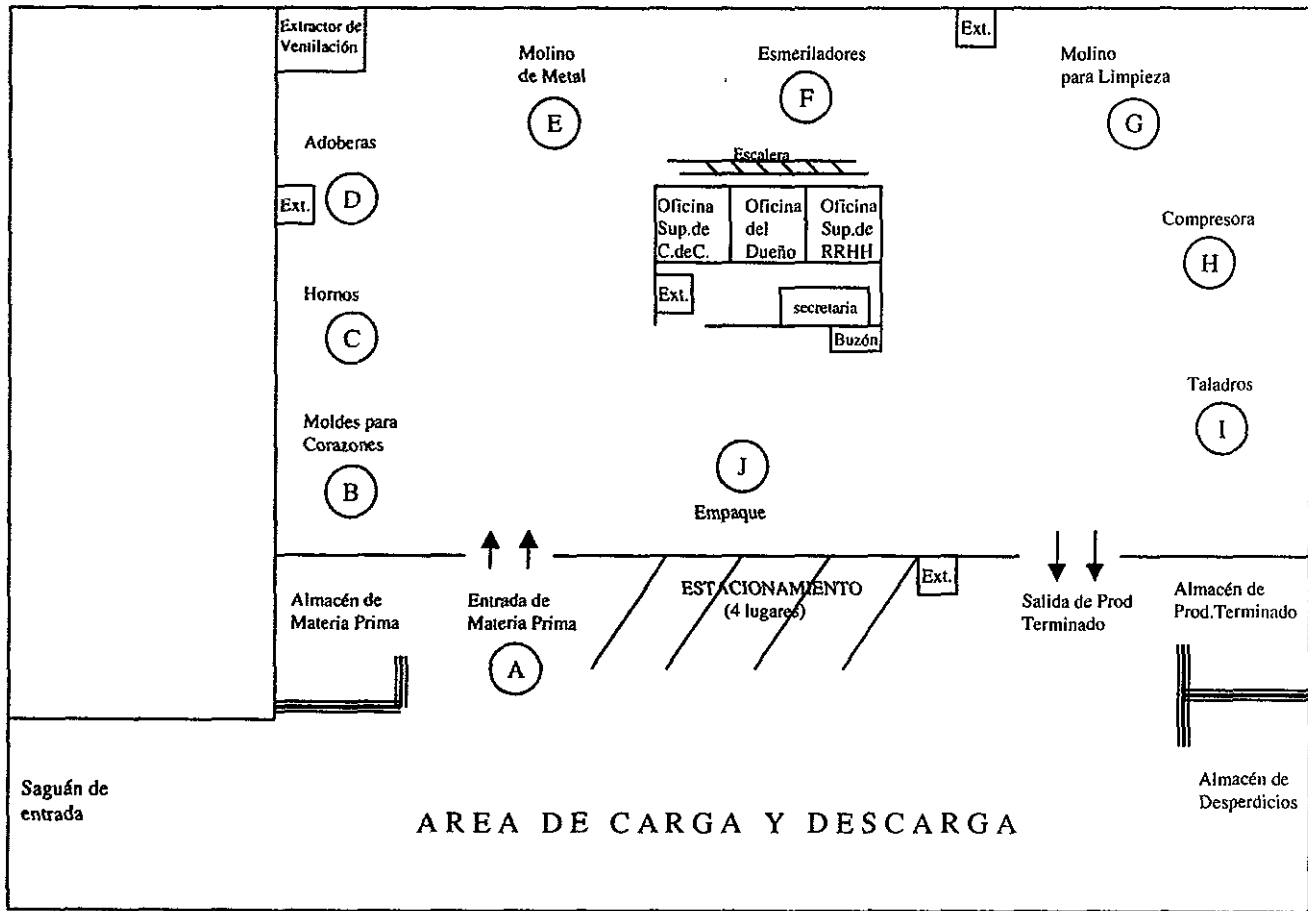 Extractor de
Ventilación
Ext.
Molino
de Metal
E
Esmeriladores
F
Molino
para Limpieza
G
Adoberas
Ext.
D
Escalera
Oficina
Sup.de
C.deC.
Oficina
del
Dueño
Oficina
Sup.de
RRHH
Compresora
H
Ext.
secretaria
Buzón
Hornos
C
Taladros
I
Moldes para
Corazones
B
J
Empaque
Almacén de
Materia Prima
Entrada de
Materia Prima
A
ESTACIONAMIENTO
(4 lugares)
Ext.
Salida de Prod
Terminado
Almacén de
Prod.Terminado
Saguán de
entrada
Almacén de
Desperdicios
AREA DE CARGA Y DESCARGA